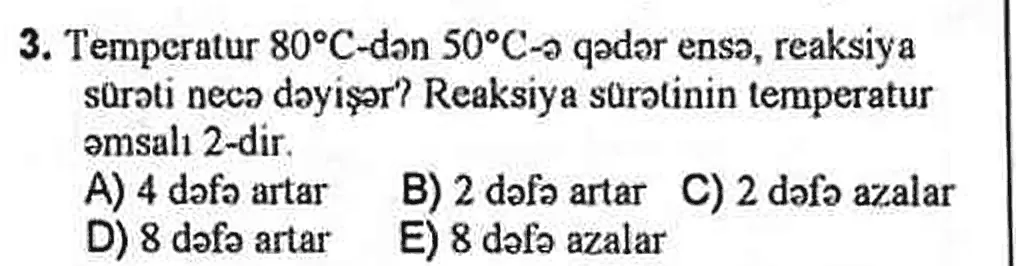 3. Temperatur 80°C-dən 50°C-ə qədər ensə, reaksiya
sürəti necə dəyişər? Reaksiya sürətinin temperatur
əmsalı 2-dir.
A) 4 dəfə artar B) 2 dəfə artar C) 2 dəfə azalar
D) 8 dəfə artar E) 8 dəfə azalar